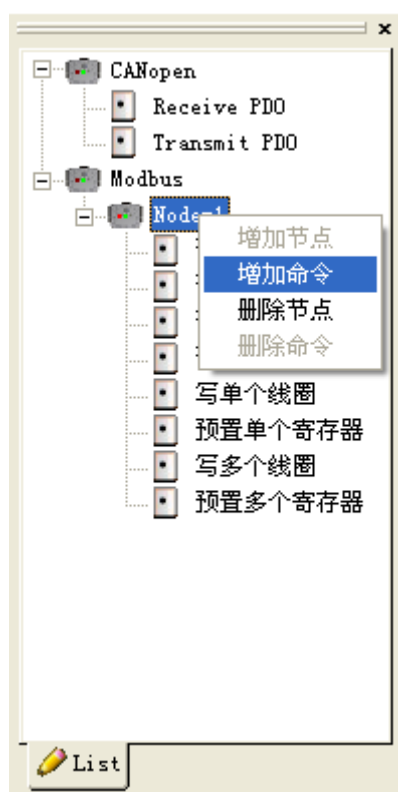 x
CANopen
Receive PDO
Transmit PDO
Modbus
增加节点
增加命令
删除节点
删除命令
写单个线圈
预置单个寄存器
写多个线圈
预置多个寄存器
List